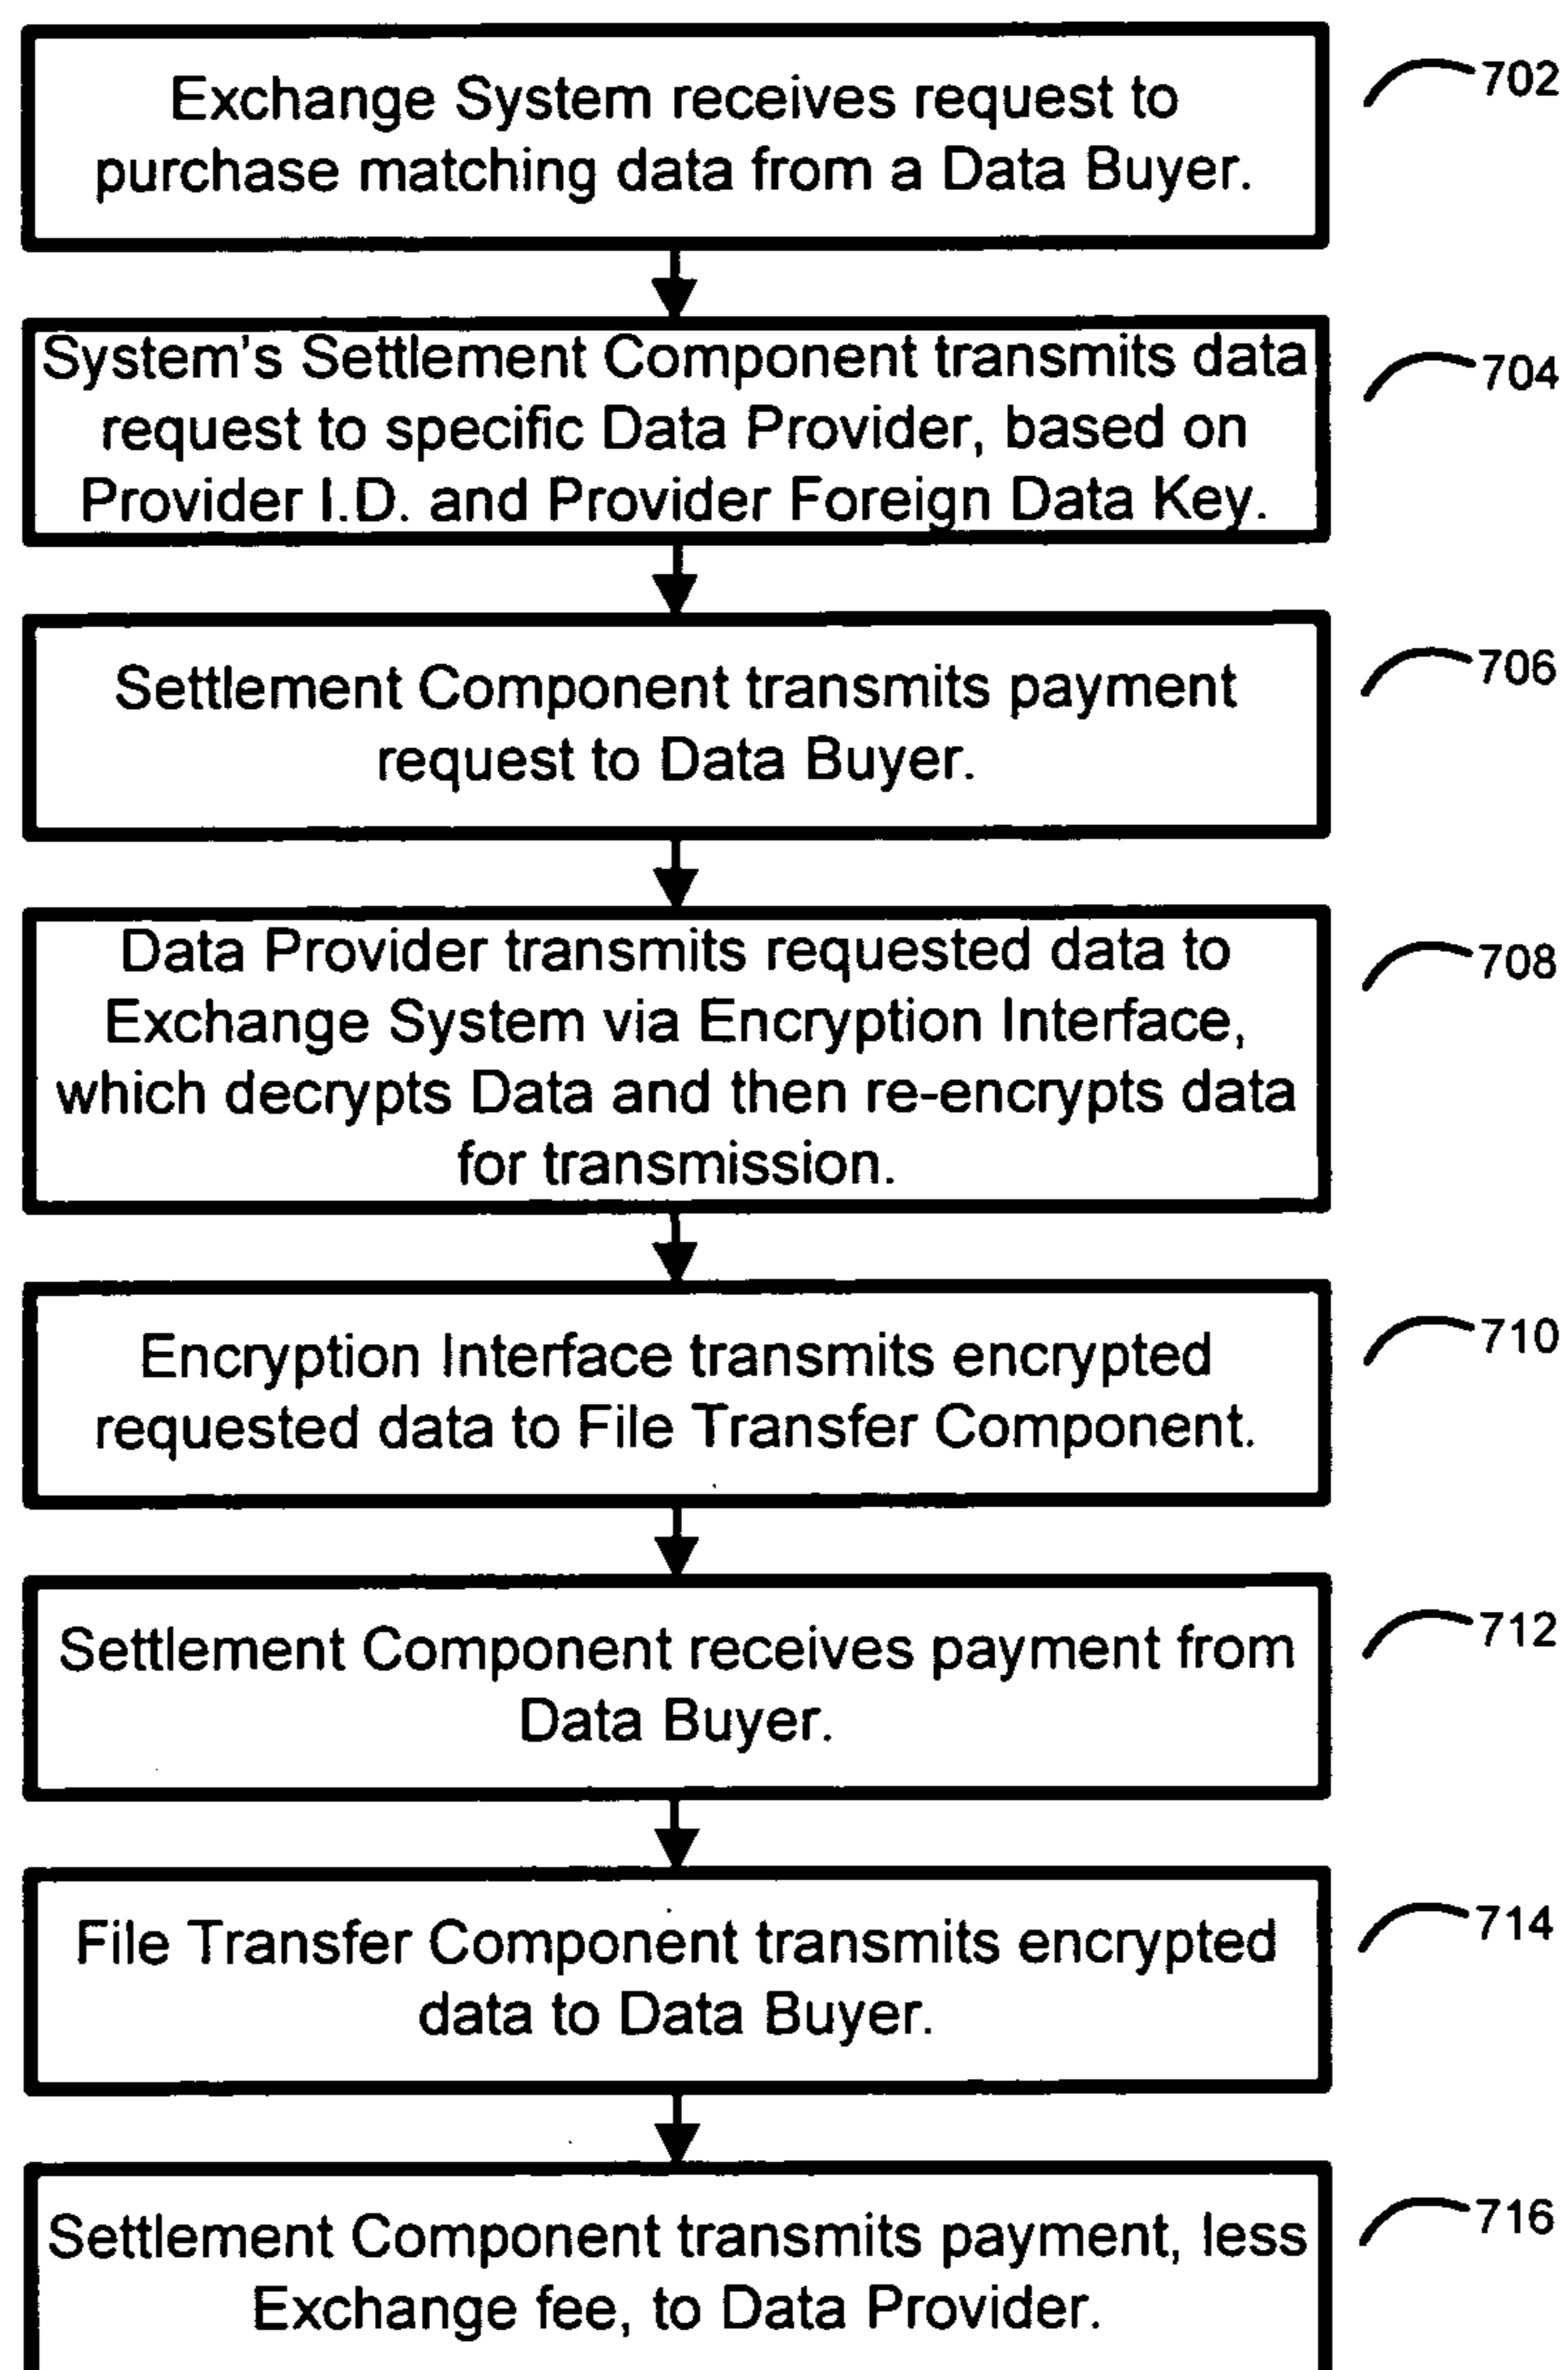 Exchange System receives request to
purchase matching data from a Data Buyer.
702
System's Settlement Component transmits data
request to specific Data Provider, based on
Provider I.D. and Provider Foreign Data Key.
704
Settlement Component transmits payment
request to Data Buyer.
706
Data Provider transmits requested data to
Exchange System via Encryption Interface,
which decrypts Data and then re-encrypts data
for transmission.
708
Encryption Interface transmits encrypted
requested data to File Transfer Component.
710
Settlement Component receives payment from
Data Buyer.
712
File Transfer Component transmits encrypted
data to Data Buyer.
714
Settlement Component transmits payment, less
Exchange fee, to Data Provider.
716